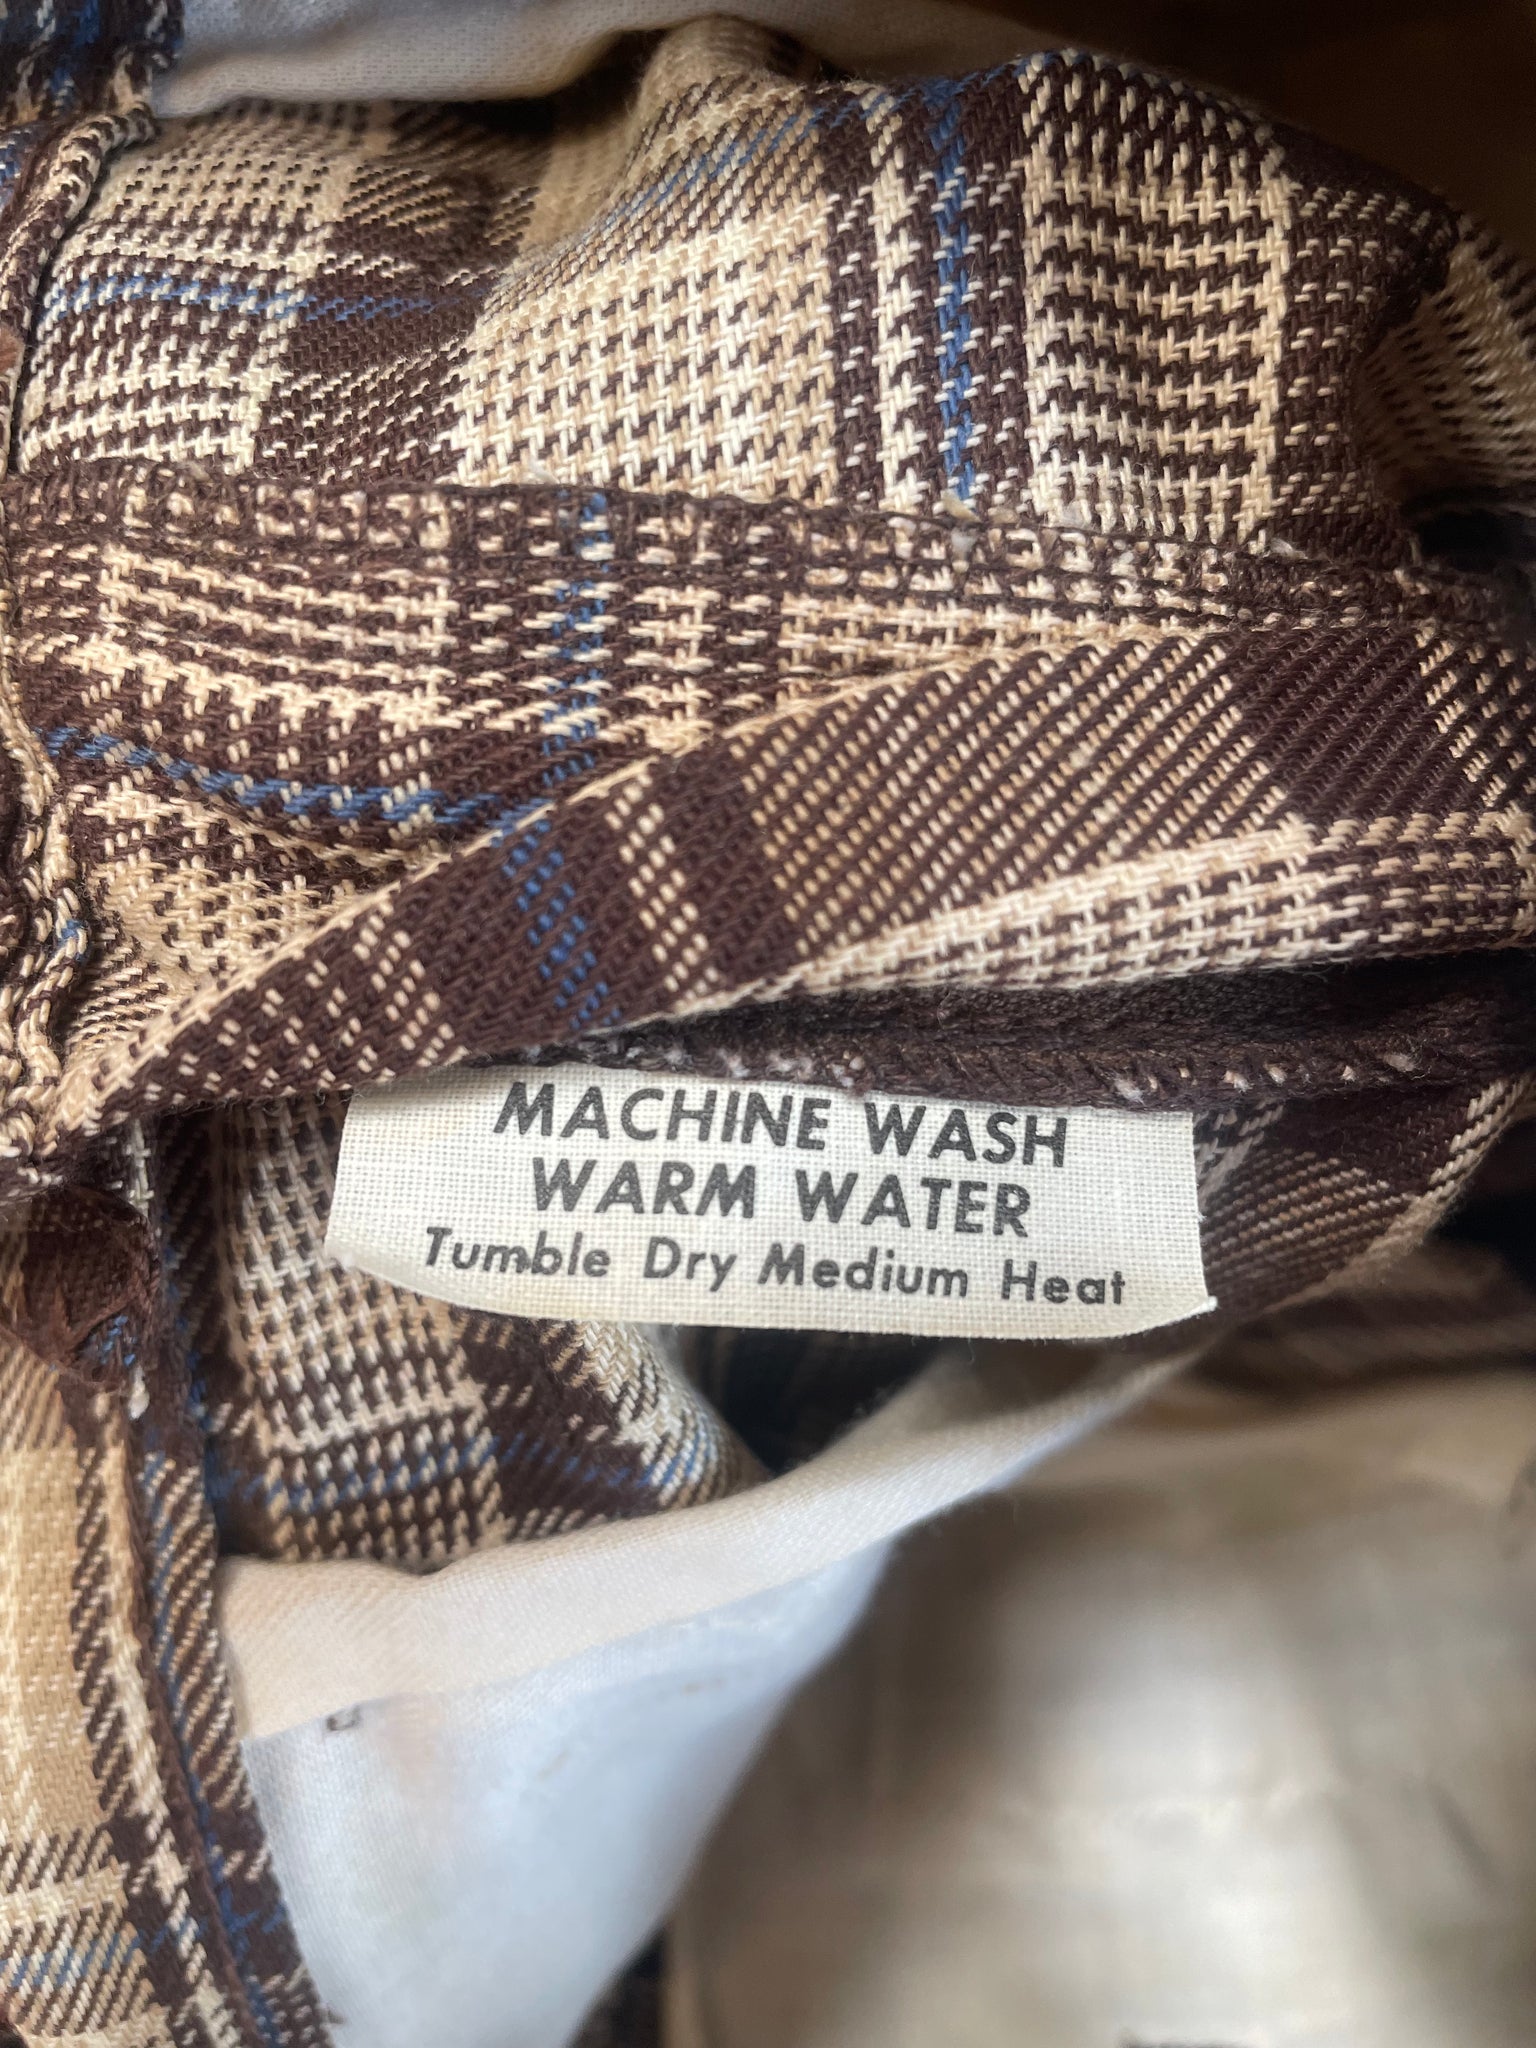 MACHINE WASH
WARM WATER
Tumble Dry Medium Heat